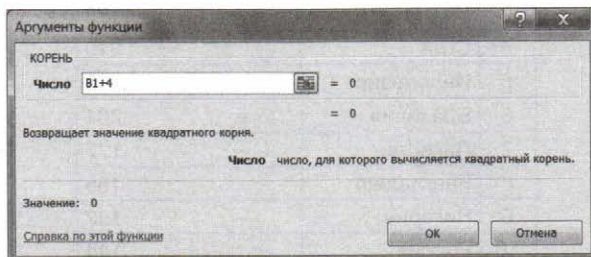 Аргументы функции
КОРЕНЬ
Число B1+4 = 0
= 0
Возвращает значение квадратного корня.
Число число, для которого вычисляется квадратный корень.
Значение: 0
Справка по этой функции
ОК Отмена